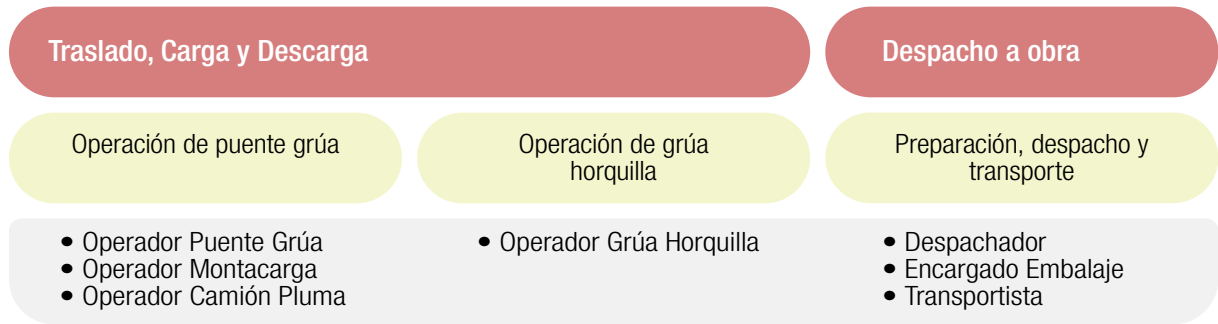 Traslado, Carga y Descarga
Despacho a obra
Operación de puente grúa
Operación de grúa
horquilla
Preparación, despacho y
transporte
• Operador Puente Grúa
• Operador Montacarga
• Operador Camión Pluma
• Operador Grúa Horquilla
• Despachador
• Encargado Embalaje
• Transportista